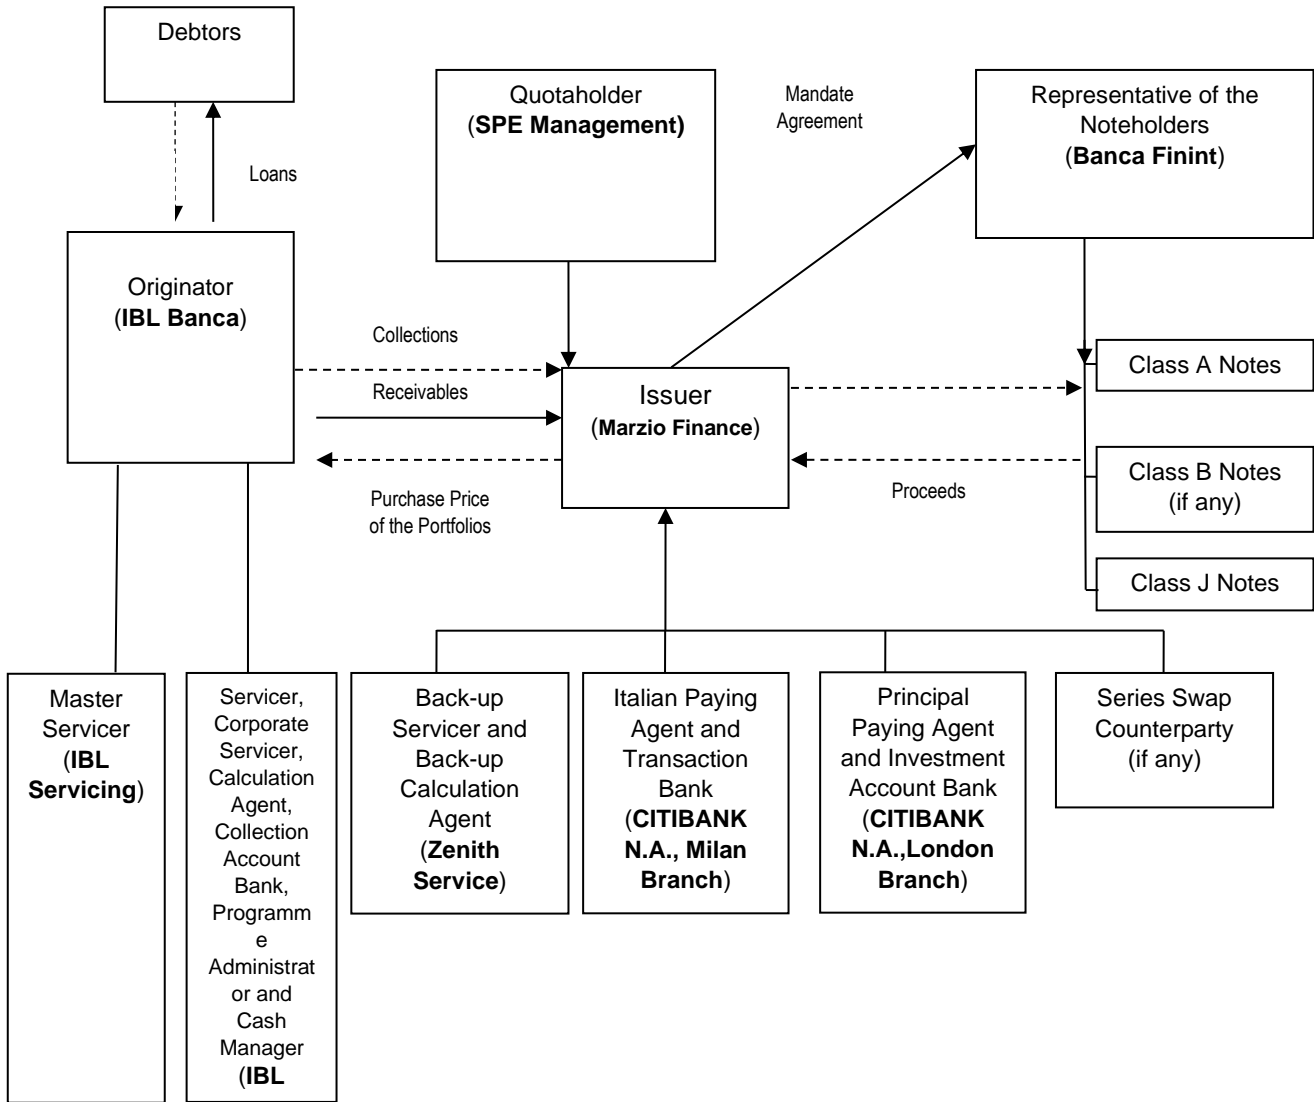 Debtors
Loans
Originator
(IBL Banca)
Quotaholder
(SPE Management)
Mandate
Agreement
Representative of the
Noteholders
(Banca Finint)
Collections
Receivables
Purchase Price
of the Portfolios
Issuer
(Marzio Finance)
Proceeds
Class A Notes
Class B Notes
(if any)
Class J Notes
Master
Servicer
(IBL
Servicing)
Servicer,
Corporate
Servicer,
Calculation
Agent,
Collection
Account
Bank,
Programm
e
Administrat
or and
Cash
Manager
(IBL
Back-up
Servicer and
Back-up
Calculation
Agent
(Zenith
Service)
Italian Paying
Agent and
Transaction
Bank
(CITIBANK
N.A., Milan
Branch)
Principal
Paying Agent
and Investment
Account Bank
(CITIBANK
N.A.,London
Branch)
Series Swap
Counterparty
(if any)